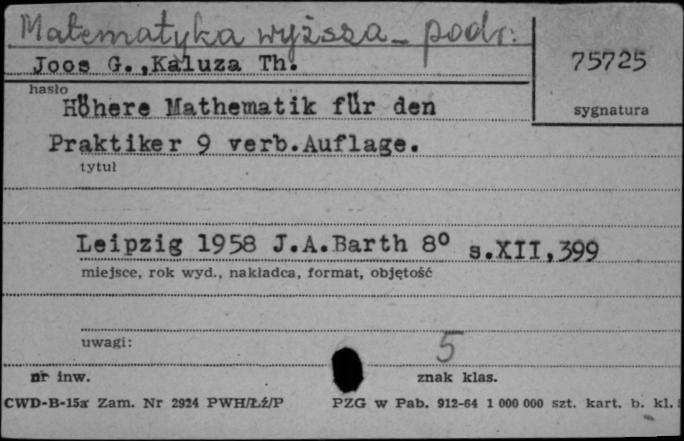 Matematyka wyższa - podr.
Joos G., Kaluza Th.
75725
hasło
sygnatura
Höhere Mathematik für den
Praktiker 9 verb.Auflage.
tytuł
Leipzig 1958 J.A.Barth 8° s.XII,399
miejsce, rok wyd., nakładca, format, objętość
uwagi:
5
nr inw.
znak klas.
CWD-B-15a Zam. Nr 2924 PWH/Łź/P PZG w Pab. 912-64 1 000 000 szt. kart. b. kl.